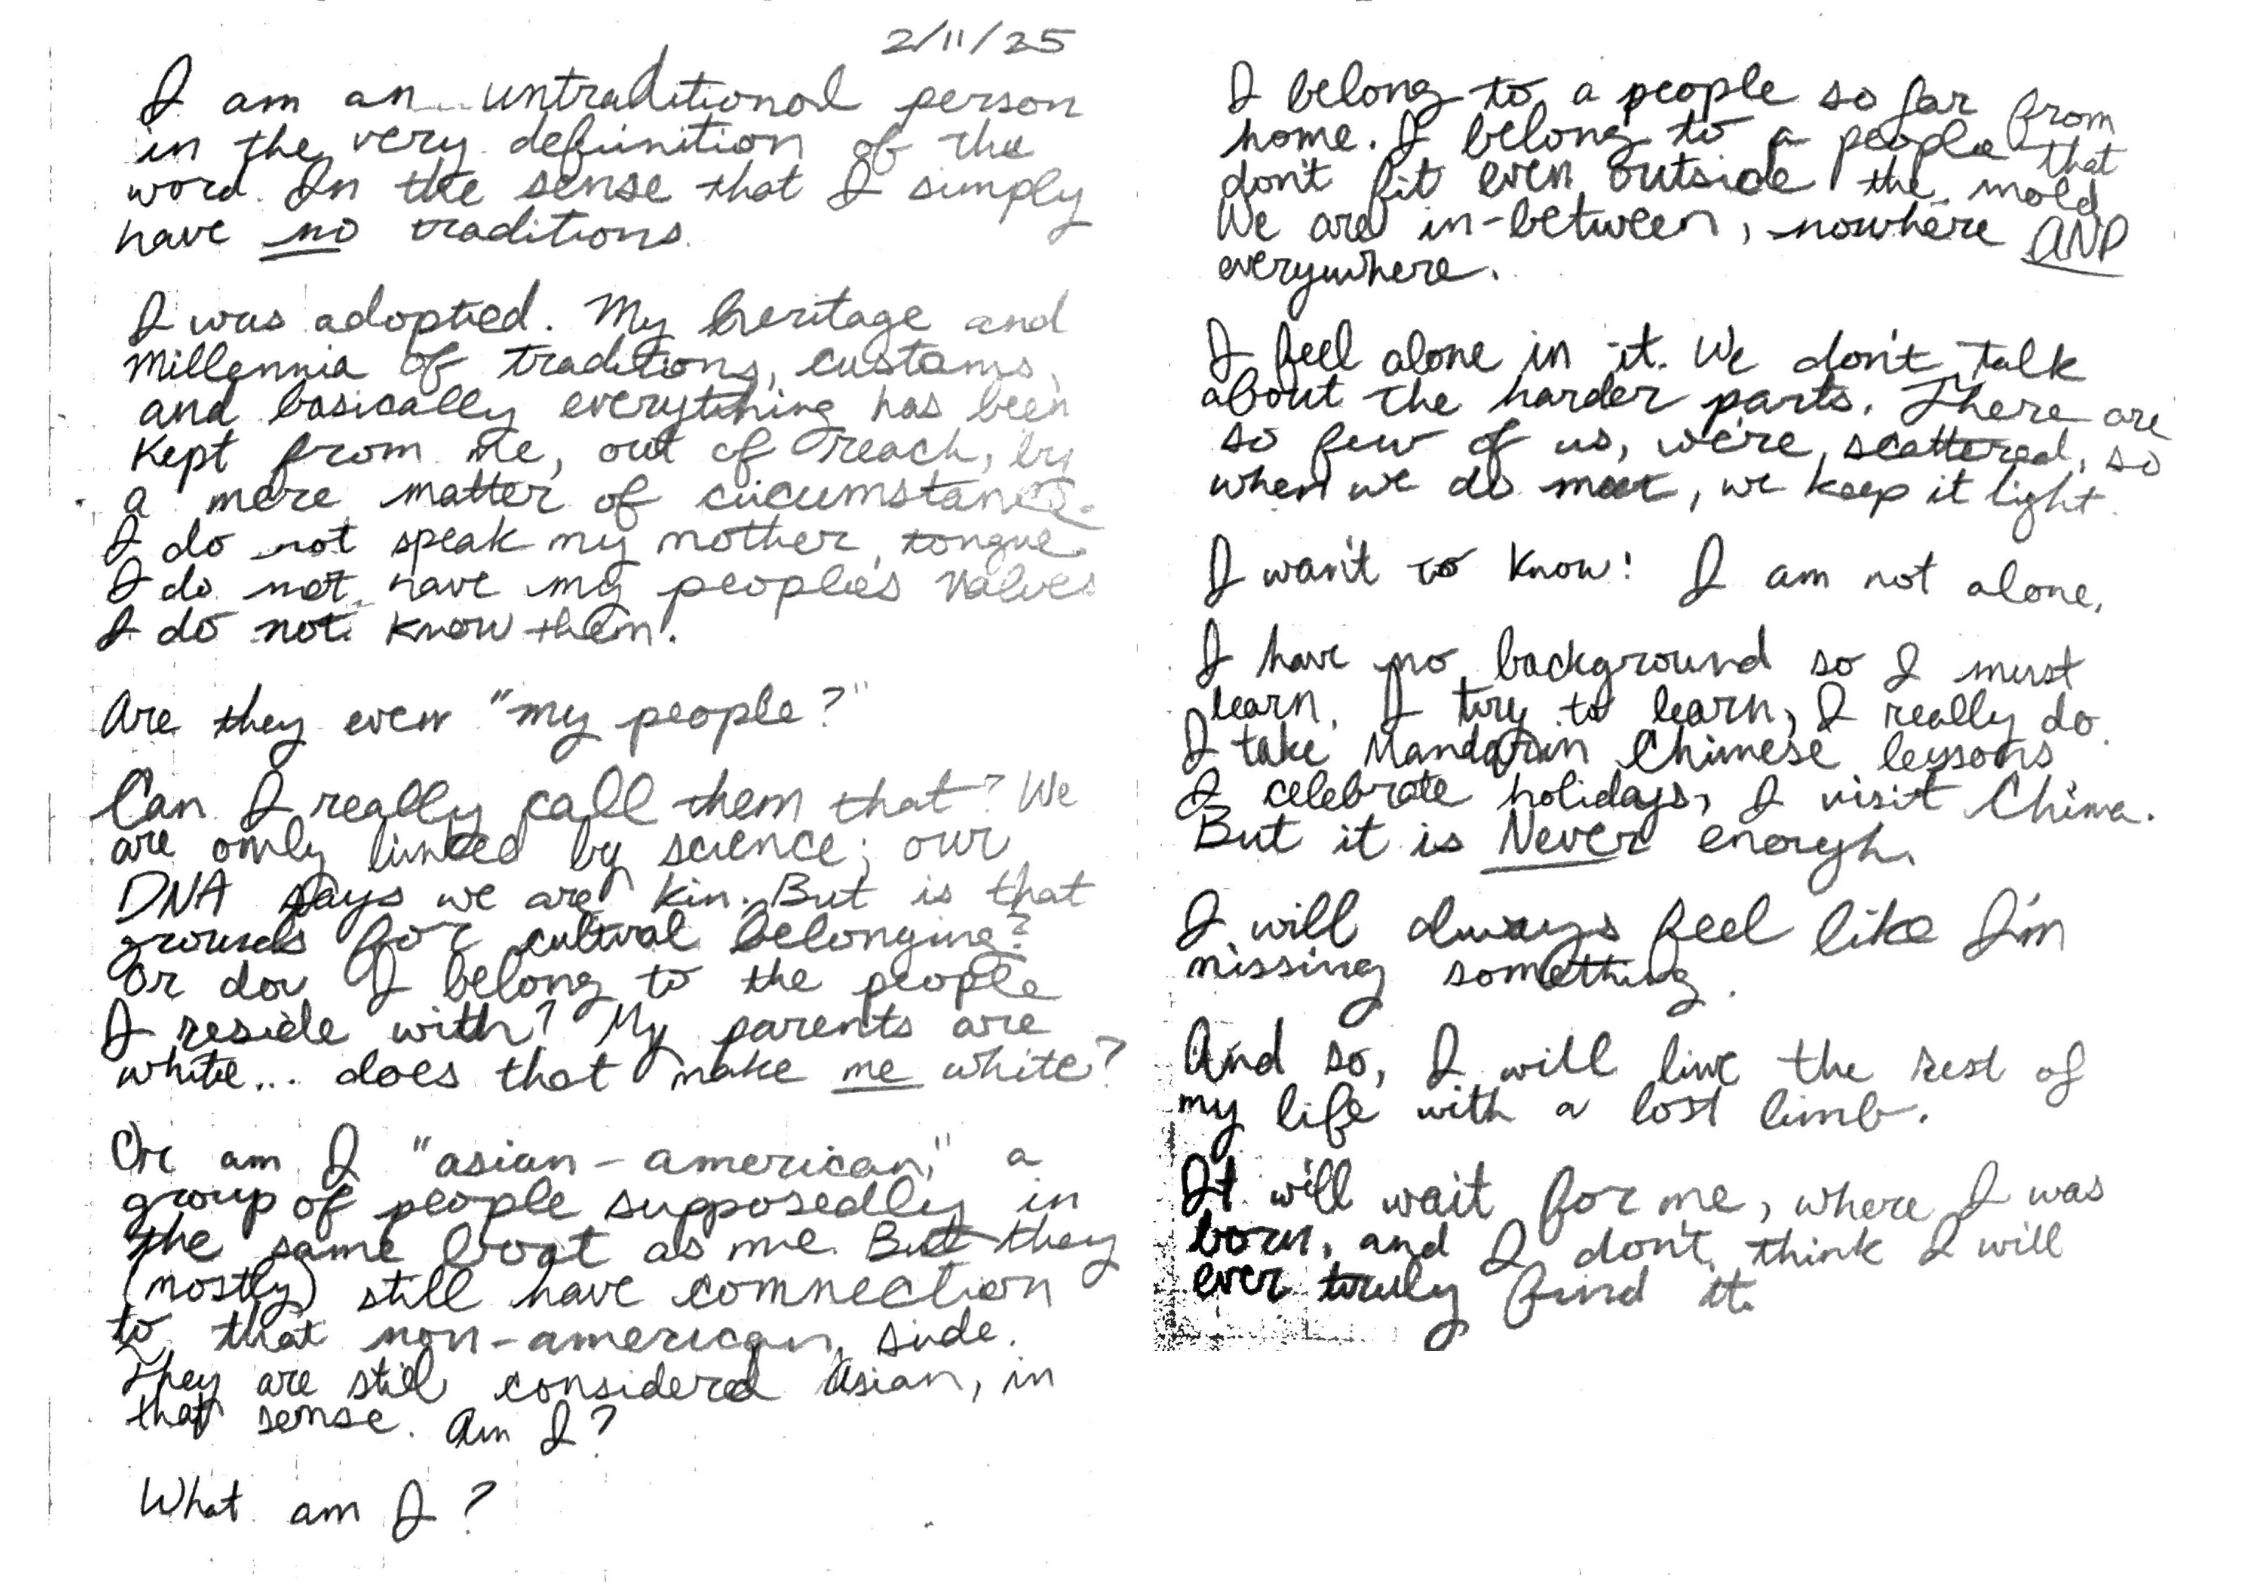 2/11/25
I am an untraditional person
in the very definition of the
word. In the sense that I simply
have no traditions.
I was adopted. My heritage and
Millennia of traditions, customs,
and basically everything has been
kept from me, out of reach, by
a mere matter of circumstance.
I do not speak my mother tongue.
I do not have my people's values
I do not know them.
Are they even "my people?"
Can I really call them that? We
are only linked by science; our
DNA says we are kin. But is that
grounds for cultural belonging?
Or do I belong to the people
I reside with? My parents are
white... does that make me white?
Or am I "asian-american," a
group of people supposedly in
the same boat as me. But they
(mostly) still have connection
to that non-american side.
They are still considered Asian, in
that sense. Am I?
What am I?
I belong to a people so far from
home. I belong to a people that
don't fit even outside the mold
We are in-between, nowhere AND
everywhere.
I feel alone in it. We don't talk
about the harder parts. There are
so few of us, we're scattered, so
when we do meet, we keep it light.
I want to know: I am not alone.
I have no background so I must
learn. I try to learn, I really do.
I take Mandarin Chinese lessons
I celebrate holidays, I visit China.
But it is Never enough.
I will always feel like I'm
missing something.
And so, I will live the rest of
my life with a lost limb.
It will wait for me, where I was
born, and I don't think I will
ever truly find it.